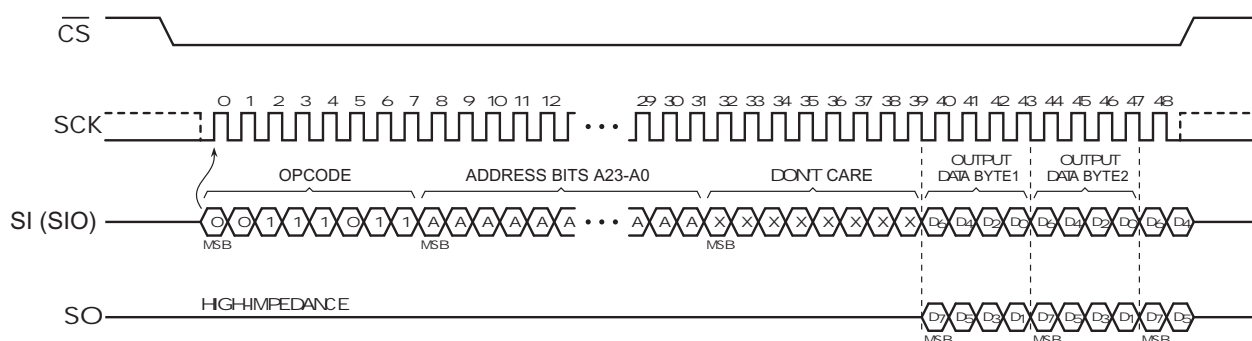 CS
0 1 2 3 4 5 6 7 8 9 10 11 12 29 30 31 32 33 34 35 36 37 38 39 40 41 42 43 44 45 46 47 48
SCK
OPCODE ADDRESS BITS A23-A0 DON'T CARE OUTPUT DATA BYTE1 OUTPUT DATA BYTE2
SI (SIO) 0 0 1 1 1 0 1 1 A A A A A A A A A X X X X X X X X D6 D4 D2 D0 D6 D4 D2 D0 D6 D4
MSB MSB MSB
HIGH-IMPEDANCE
SO D7 D5 D3 D1 D7 D5 D3 D1 D7 D5
MSB MSB MSB